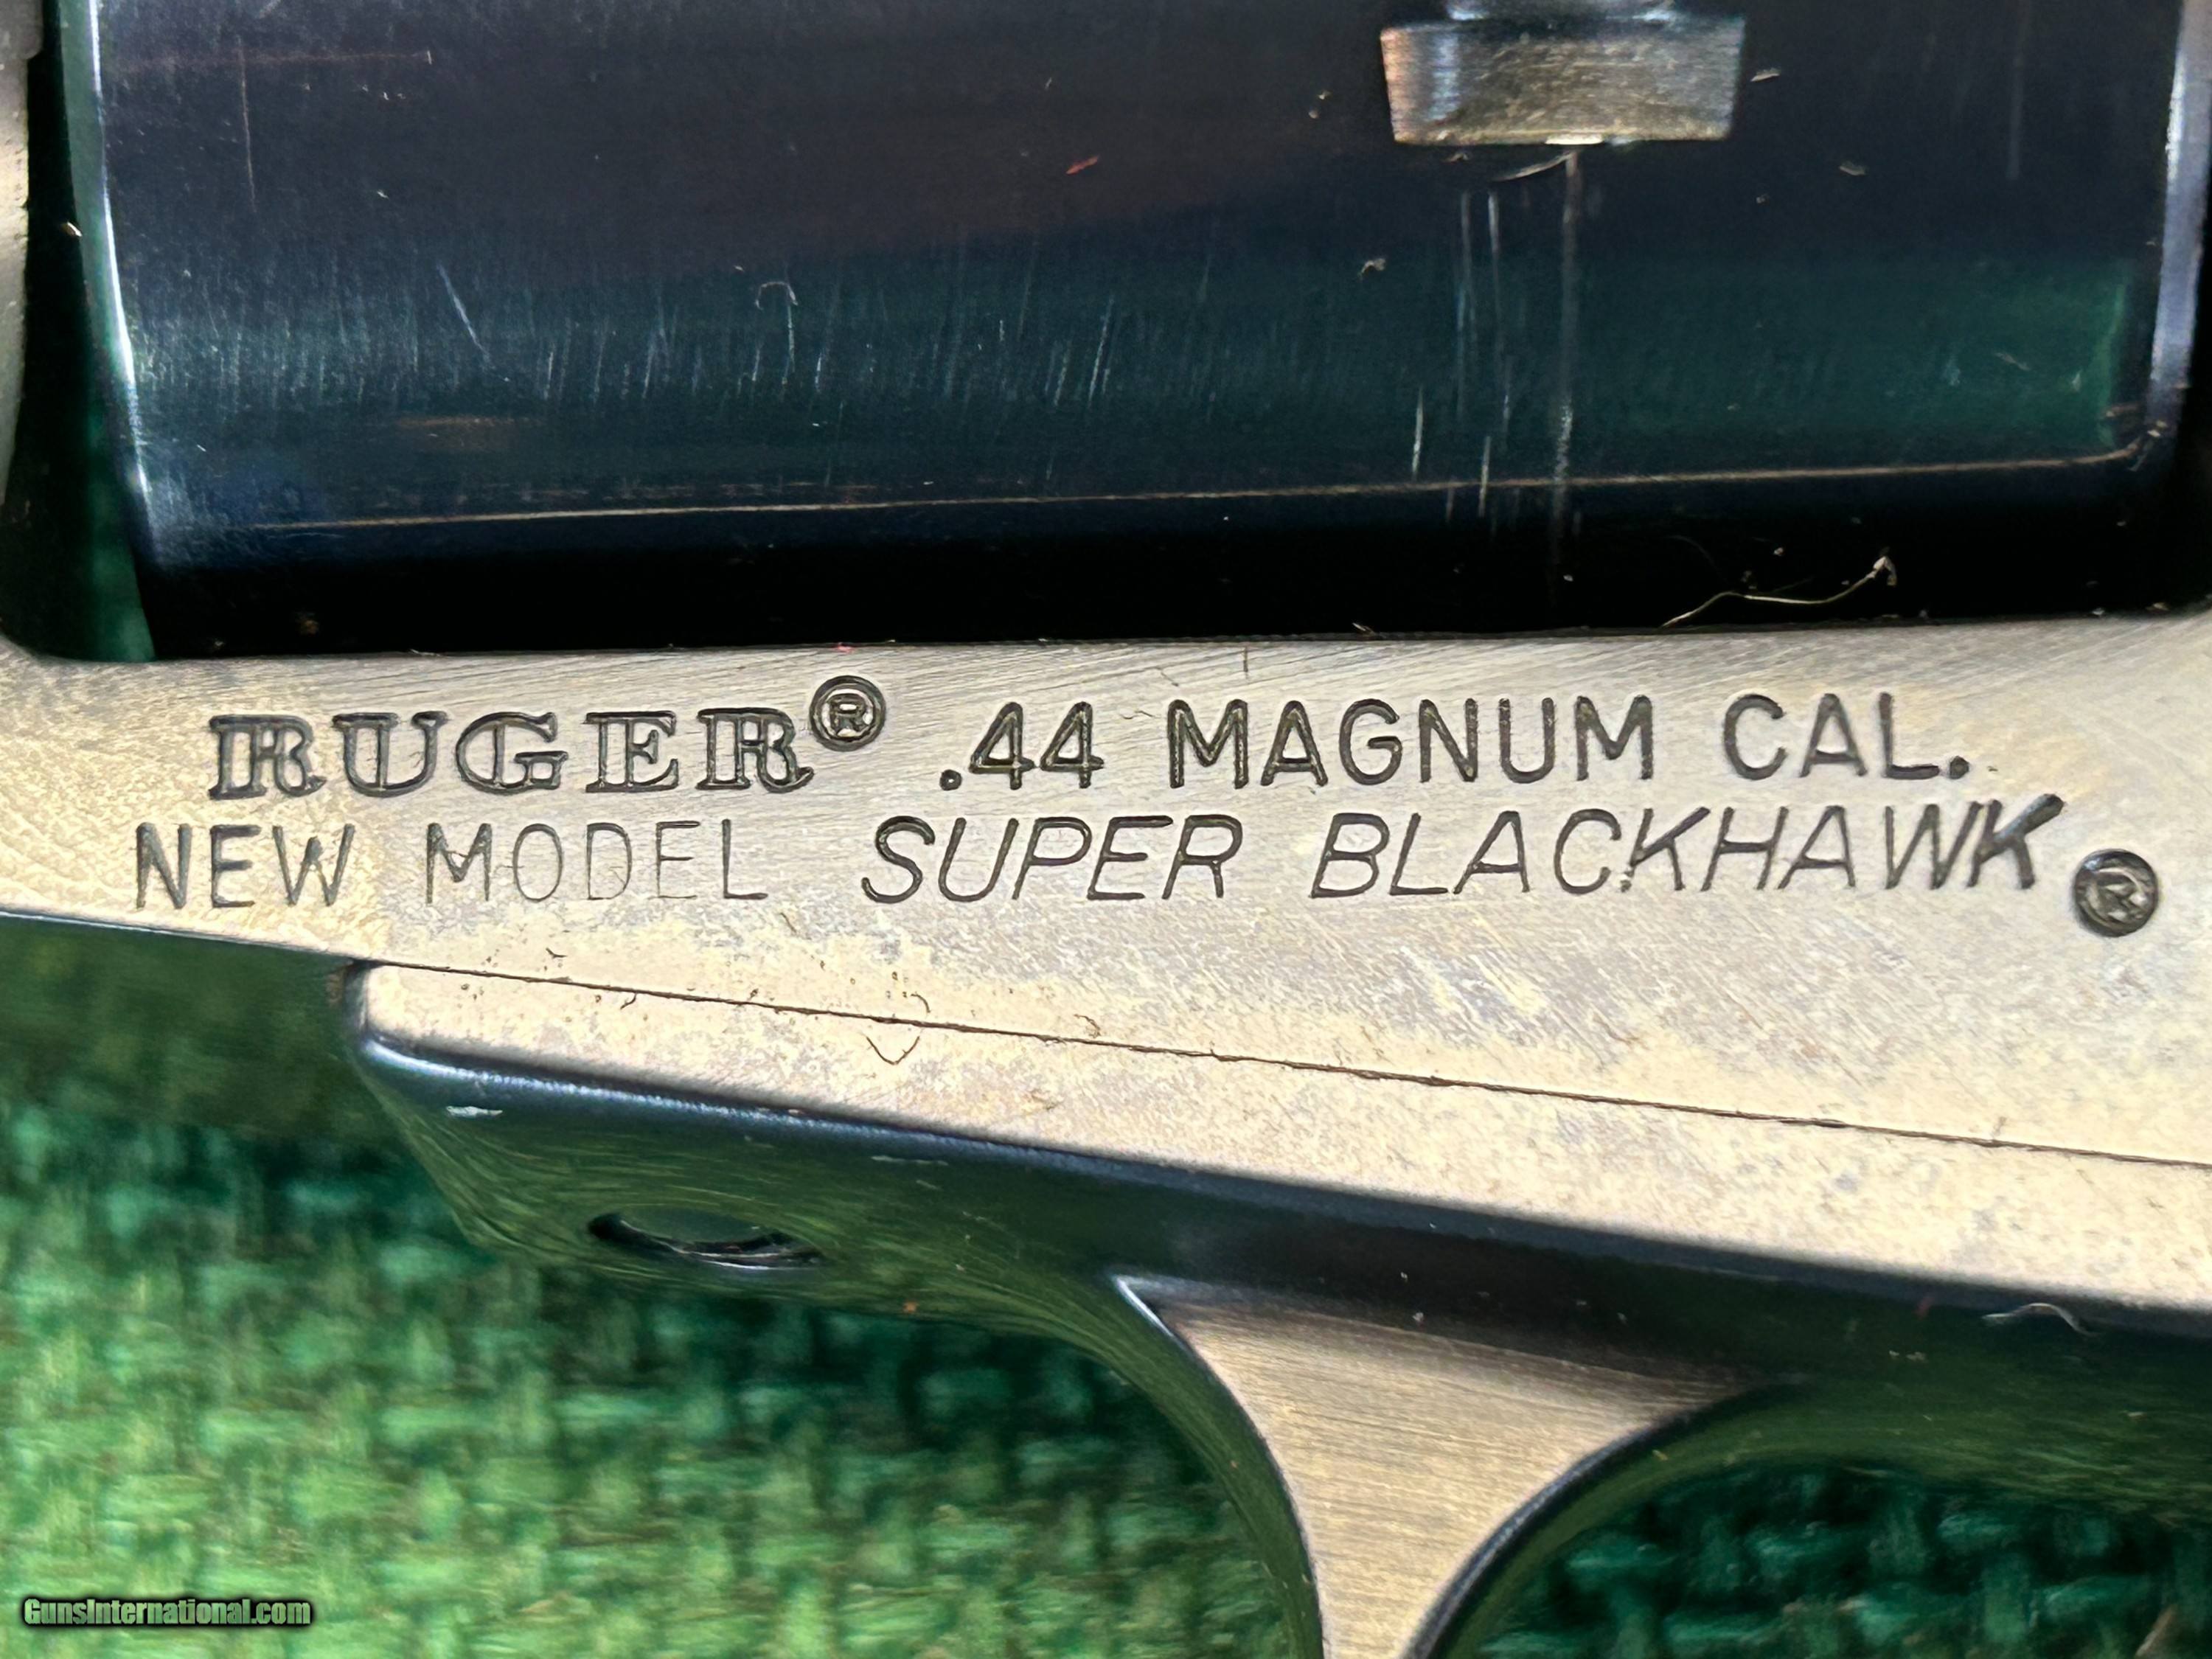 RUGER® .44 MAGNUM CAL.
NEW MODEL SUPER BLACKHAWK®
GunsInternational.com